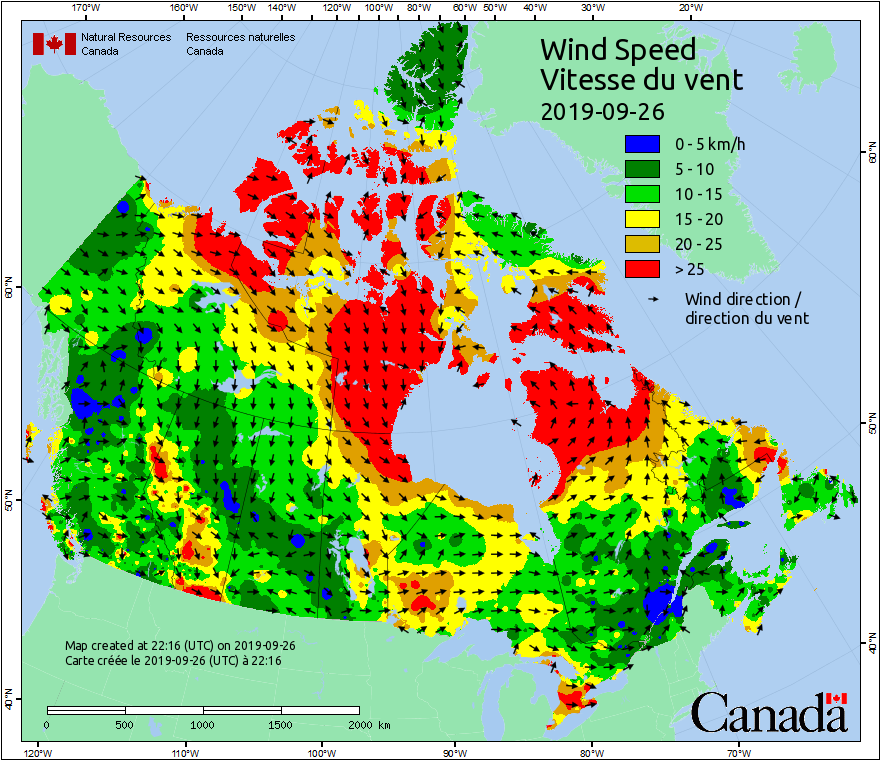 170°W 160°W 150°W 140°W 130°W 120°W 110°W 100°W 90°W 80°W 70°W 60°W 50°W 40°W 30°W 20°W
Natural Resources Ressources naturelles
Canada Canada
Wind Speed
Vitesse du vent
2019-09-26
0 - 5 km/h
5 - 10
10 - 15
15 - 20
20 - 25
> 25
Wind direction /
direction du vent
60°N 60°N
50°N 50°N
40°N 40°N
Map created at 22:16 (UTC) on 2019-09-26
Carte créée le 2019-09-26 (UTC) à 22:16
0 500 1000 1500 2000 km
Canada
120°W 110°W 100°W 90°W 80°W 70°W